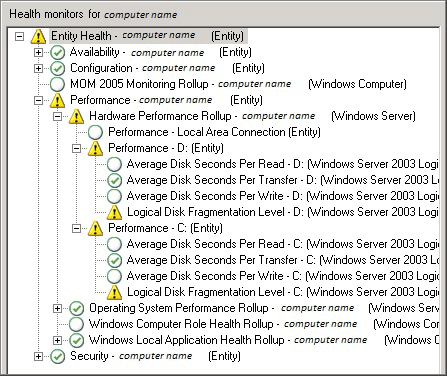 Health monitors for computer name
Entity Health - computer name (Entity)
Availability - computer name (Entity)
Configuration - computer name (Entity)
MOM 2005 Monitoring Rollup - computer name (Windows Computer)
Performance - computer name (Entity)
Hardware Performance Rollup - computer name (Windows Server)
Performance - Local Area Connection (Entity)
Performance - D: (Entity)
Average Disk Seconds Per Read - D: (Windows Server 2003 Logic
Average Disk Seconds Per Transfer - D: (Windows Server 2003 L
Average Disk Seconds Per Write - D: (Windows Server 2003 Logi
Logical Disk Fragmentation Level - D: (Windows Server 2003 Lo
Performance - C: (Entity)
Average Disk Seconds Per Read - C: (Windows Server 2003 Logic
Average Disk Seconds Per Transfer - C: (Windows Server 2003 L
Average Disk Seconds Per Write - C: (Windows Server 2003 Logi
Logical Disk Fragmentation Level - C: (Windows Server 2003 Lo
Operating System Performance Rollup - computer name (Windows Serv
Windows Computer Role Health Rollup - computer name (Windows Cor
Windows Local Application Health Rollup - computer name (Windows C
Security - computer name (Entity)